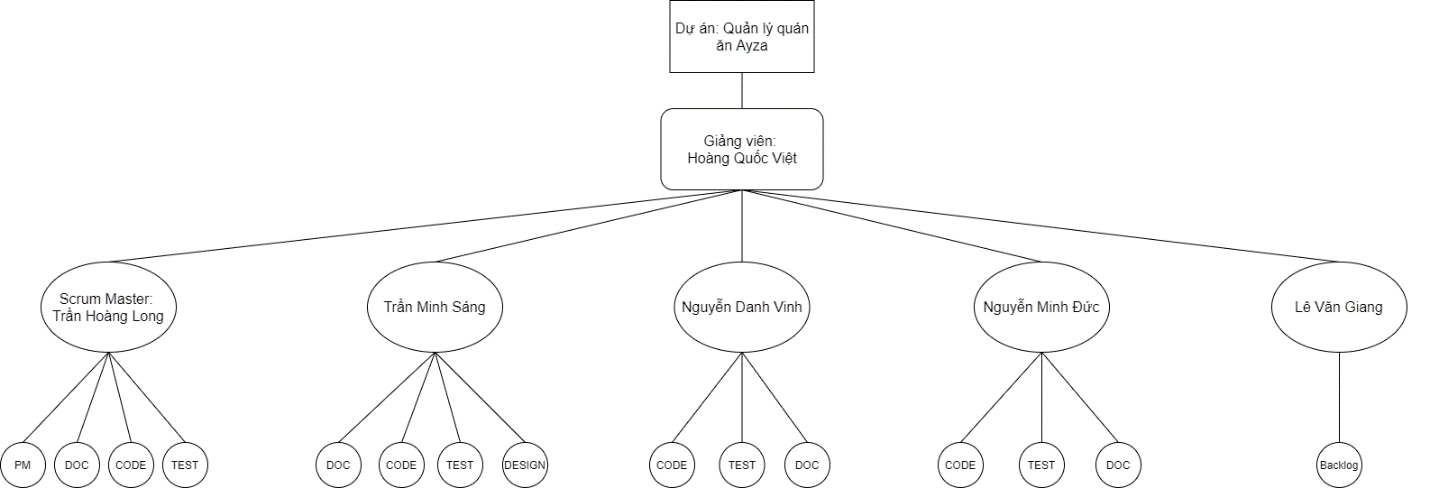 Dự án: Quản lý quán
ăn Ayza
Giảng viên:
Hoàng Quốc Việt
Scrum Master:
Trần Hoàng Long
Trần Minh Sáng
Nguyễn Danh Vinh
Nguyễn Minh Đức
Lê Văn Giang
PM
DOC
CODE
TEST
DOC
CODE
TEST
DESIGN
CODE
TEST
DOC
CODE
TEST
DOC
Backlog